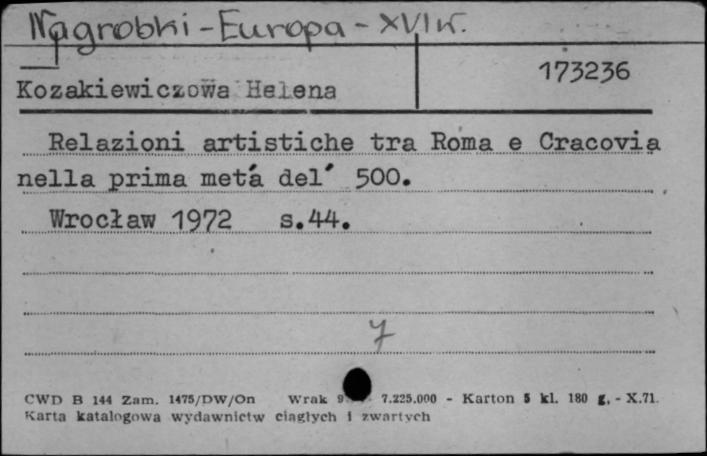 Nagrobki - Europa - XVI w.
173236
Kozakiewiczowa Helena
Relazioni artistiche tra Roma e Cracovia
nella prima metá del´ 500.
Wrocław 1972 s.44.
7
CWD B 144 Zam. 1475/DW/On Wrak 9 7.225.000 - Karton 5 kl. 180 g, - X.71.
Karta katalogowa wydawnictw ciągłych i zwartych